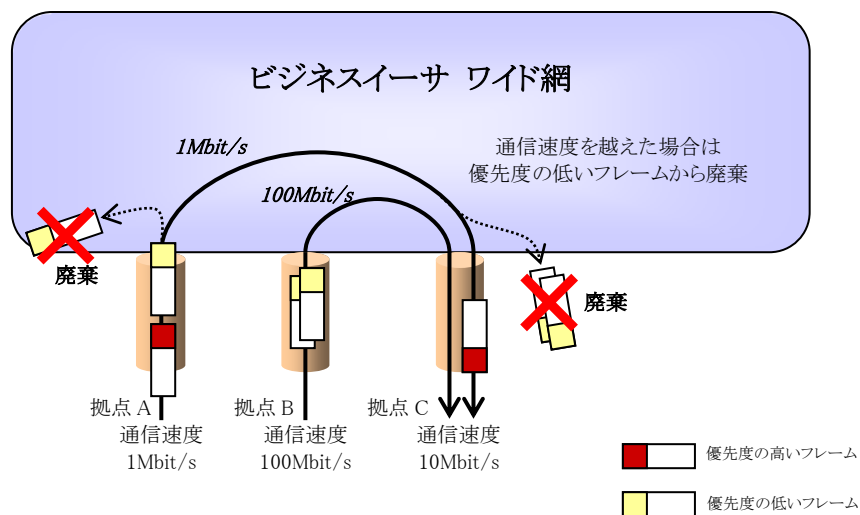 ビジネスイーサ ワイド網
1Mbit/s
通信速度を越えた場合は
優先度の低いフレームから廃棄
100Mbit/s
廃棄
廃棄
拠点 A
通信速度
1Mbit/s
拠点 B
通信速度
100Mbit/s
拠点 C
通信速度
10Mbit/s
優先度の高いフレーム
優先度の低いフレーム